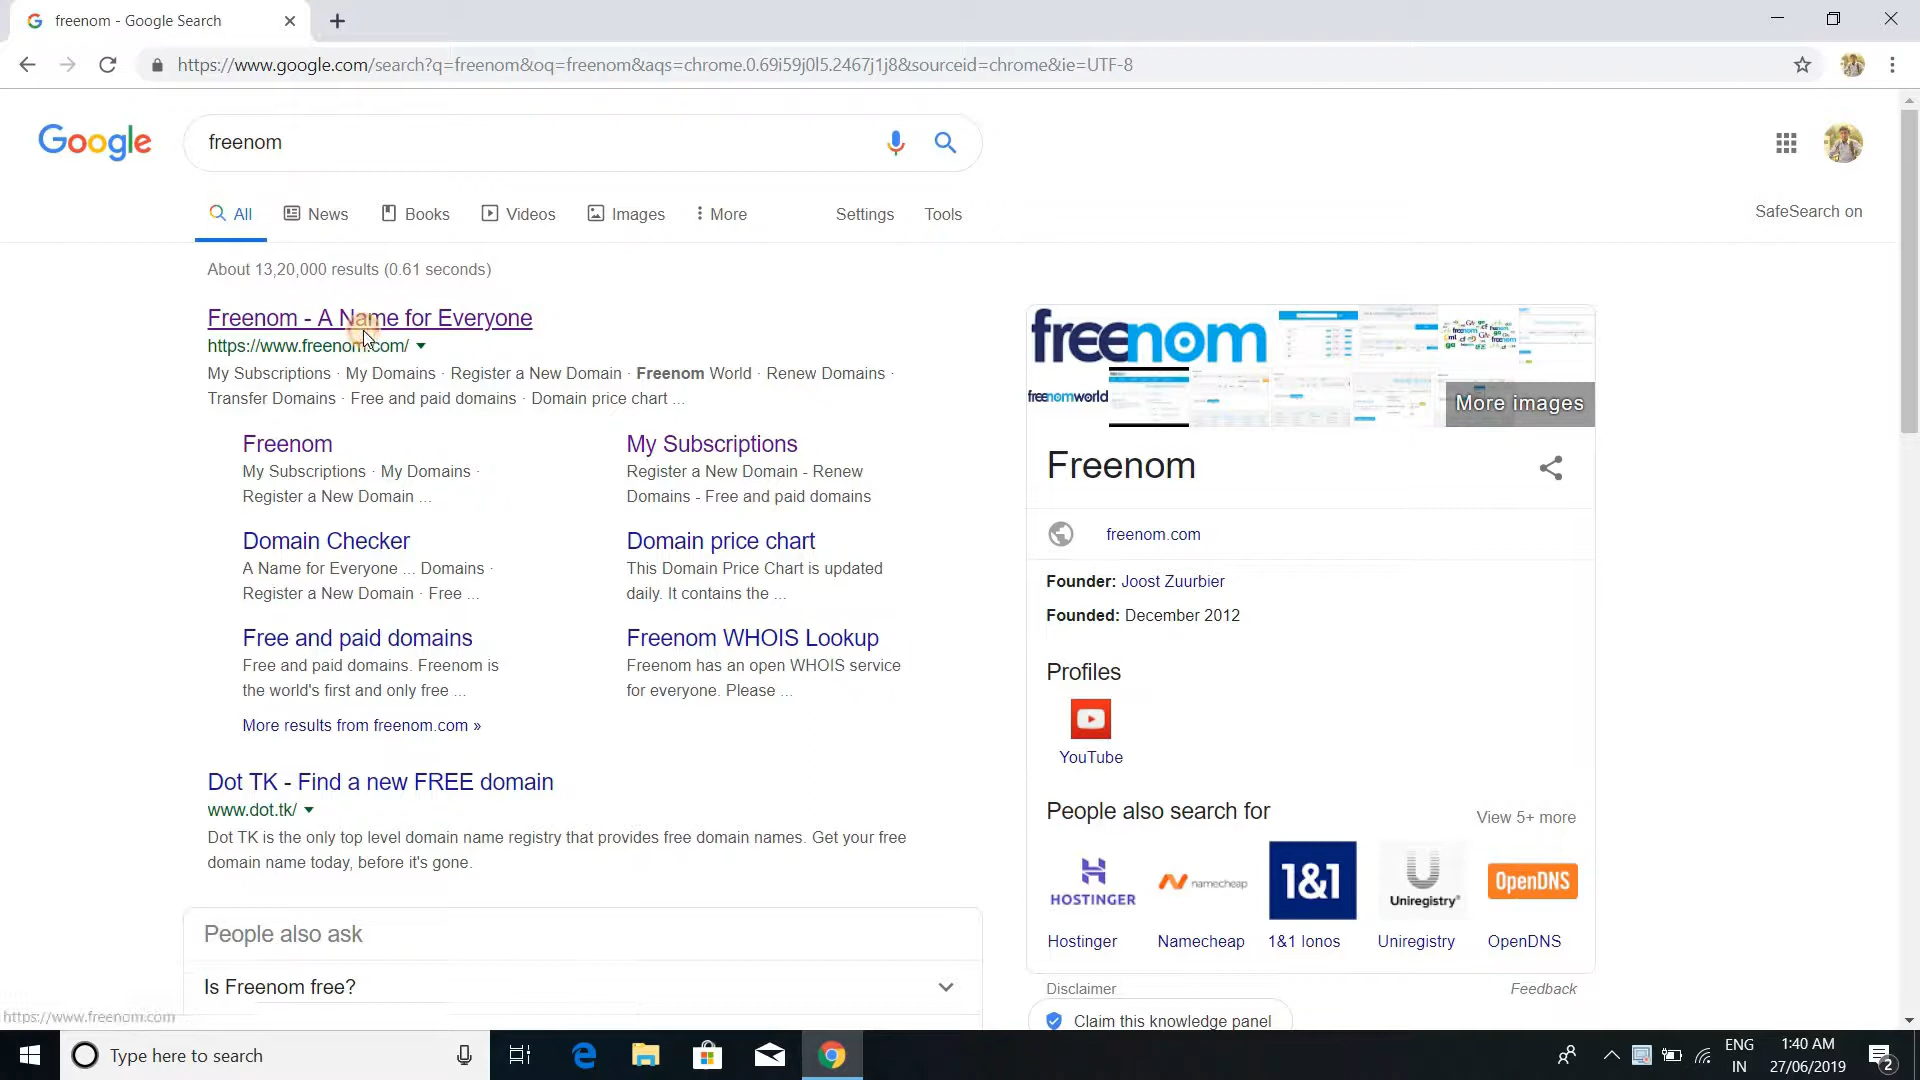 freenom - Google Search
https://www.google.com/search?q=freenom&oq=freenom&aqs=chrome.0.69i59j0l5.2467j1j8&sourceid=chrome&ie=UTF-8
Google
freenom
All News Books Videos Images More Settings Tools
SafeSearch on
About 13,20,000 results (0.61 seconds)
Freenom - A Name for Everyone
https://www.freenom.com/
My Subscriptions · My Domains · Register a New Domain · Freenom World · Renew Domains ·
Transfer Domains · Free and paid domains · Domain price chart ...
Freenom
My Subscriptions · My Domains ·
Register a New Domain ...
My Subscriptions
Register a New Domain - Renew
Domains - Free and paid domains
Domain Checker
A Name for Everyone ... Domains ·
Register a New Domain · Free ...
Domain price chart
This Domain Price Chart is updated
daily. It contains the ...
Free and paid domains
Free and paid domains. Freenom is
the world's first and only free ...
Freenom WHOIS Lookup
Freenom has an open WHOIS service
for everyone. Please ...
More results from freenom.com »
Dot TK - Find a new FREE domain
www.dot.tk/
Dot TK is the only top level domain name registry that provides free domain names. Get your free
domain name today, before it's gone.
People also ask
Is Freenom free?
https://www.freenom.com
freenom
freenomworld
More images
Freenom
freenom.com
Founder: Joost Zuurbier
Founded: December 2012
Profiles
YouTube
People also search for
View 5+ more
HOSTINGER
namecheap
1&1
Uniregistry
OpenDNS
Hostinger
Namecheap
1&1 Ionos
Uniregistry
OpenDNS
Disclaimer
Feedback
Claim this knowledge panel
Type here to search
ENG
IN
1:40 AM
27/06/2019
2